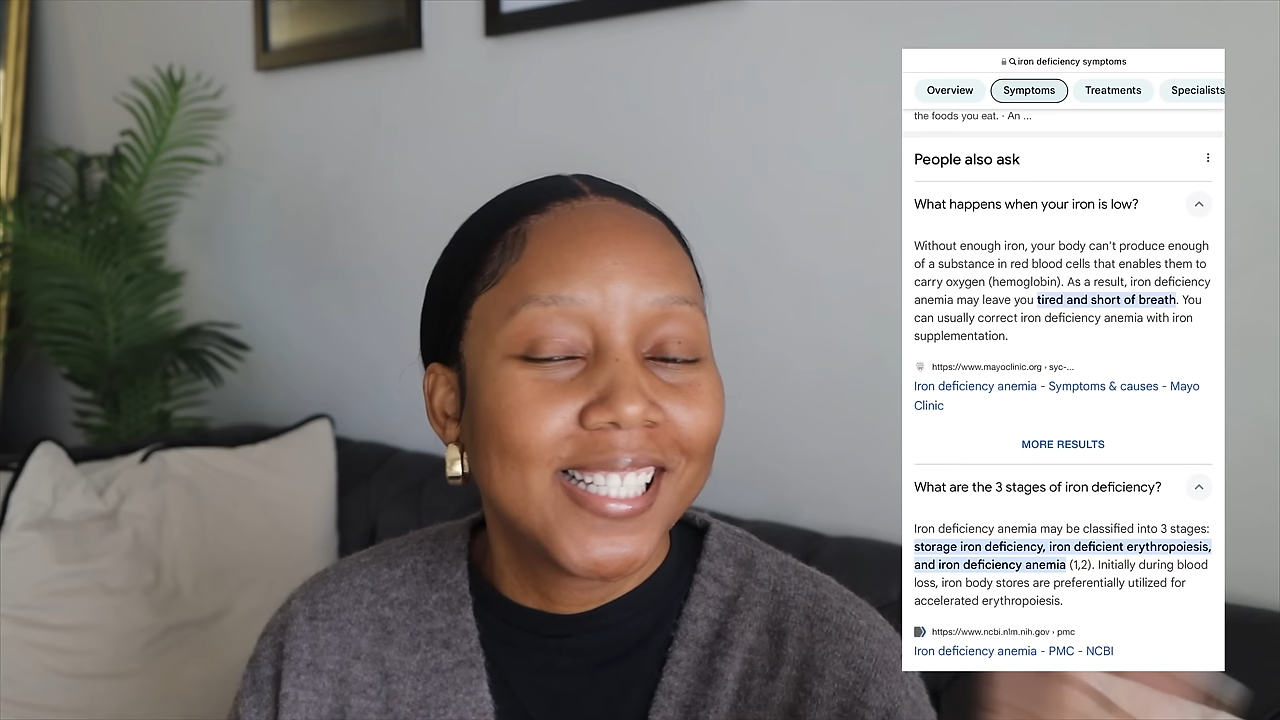 iron deficiency symptoms
Overview
Symptoms
Treatments
Specialists
the foods you eat. · An ...
People also ask
What happens when your iron is low?
Without enough iron, your body can't produce enough
of a substance in red blood cells that enables them to
carry oxygen (hemoglobin). As a result, iron deficiency
anemia may leave you tired and short of breath. You
can usually correct iron deficiency anemia with iron
supplementation.
https://www.mayoclinic.org › syc-...
Iron deficiency anemia - Symptoms & causes - Mayo
Clinic
MORE RESULTS
What are the 3 stages of iron deficiency?
Iron deficiency anemia may be classified into 3 stages:
storage iron deficiency, iron deficient erythropoiesis,
and iron deficiency anemia (1,2). Initially during blood
loss, iron body stores are preferentially utilized for
accelerated erythropoiesis.
https://www.ncbi.nlm.nih.gov › pmc
Iron deficiency anemia - PMC - NCBI